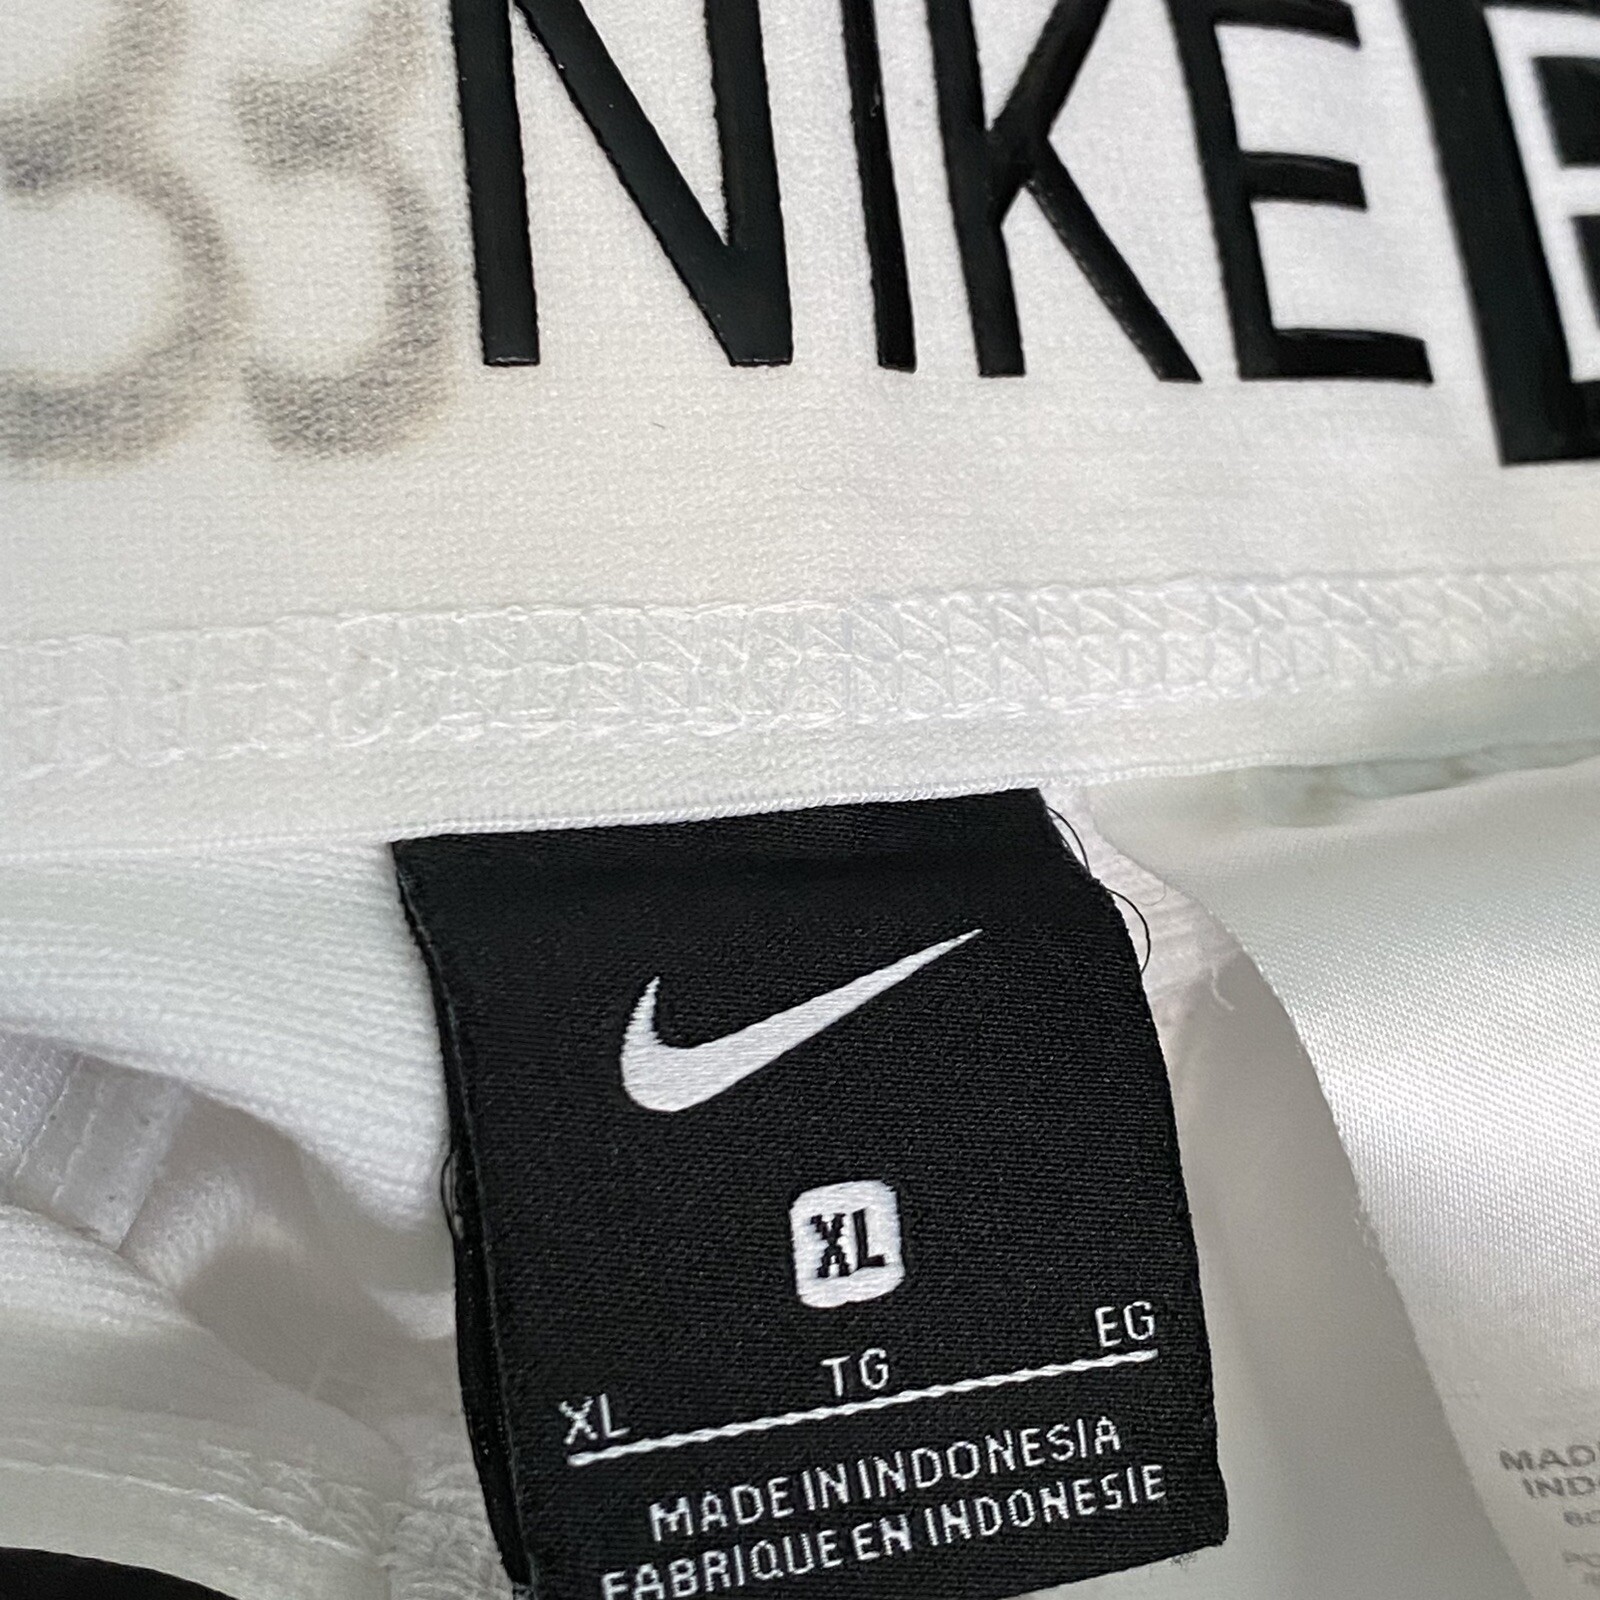 NIKE
XL
XL TG EG
MADE IN INDONESIA
FABRIQUE EN INDONESIE